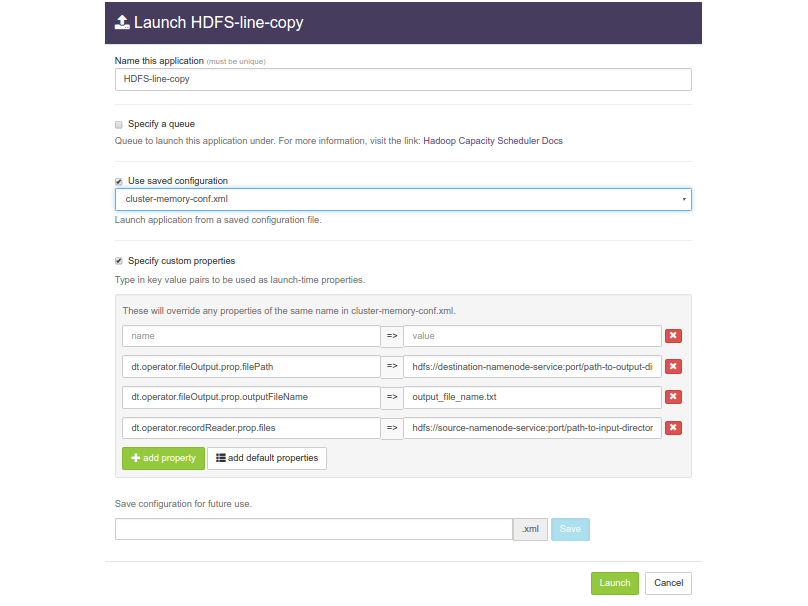 Launch HDFS-line-copy
Name this application (must be unique)
HDFS-line-copy
Specify a queue
Queue to launch this application under. For more information, visit the link: Hadoop Capacity Scheduler Docs
Use saved configuration
cluster-memory-conf.xml
Launch application from a saved configuration file.
Specify custom properties
Type in key value pairs to be used as launch-time properties.
These will override any properties of the same name in cluster-memory-conf.xml.
name => value
dt.operator.fileOutput.prop.filePath => hdfs://destination-namenode-service:port/path-to-output-di
dt.operator.fileOutput.prop.outputFileName => output_file_name.txt
dt.operator.recordReader.prop.files => hdfs://source-namenode-service:port/path-to-input-director
add property add default properties
Save configuration for future use.
.xml Save
Launch Cancel